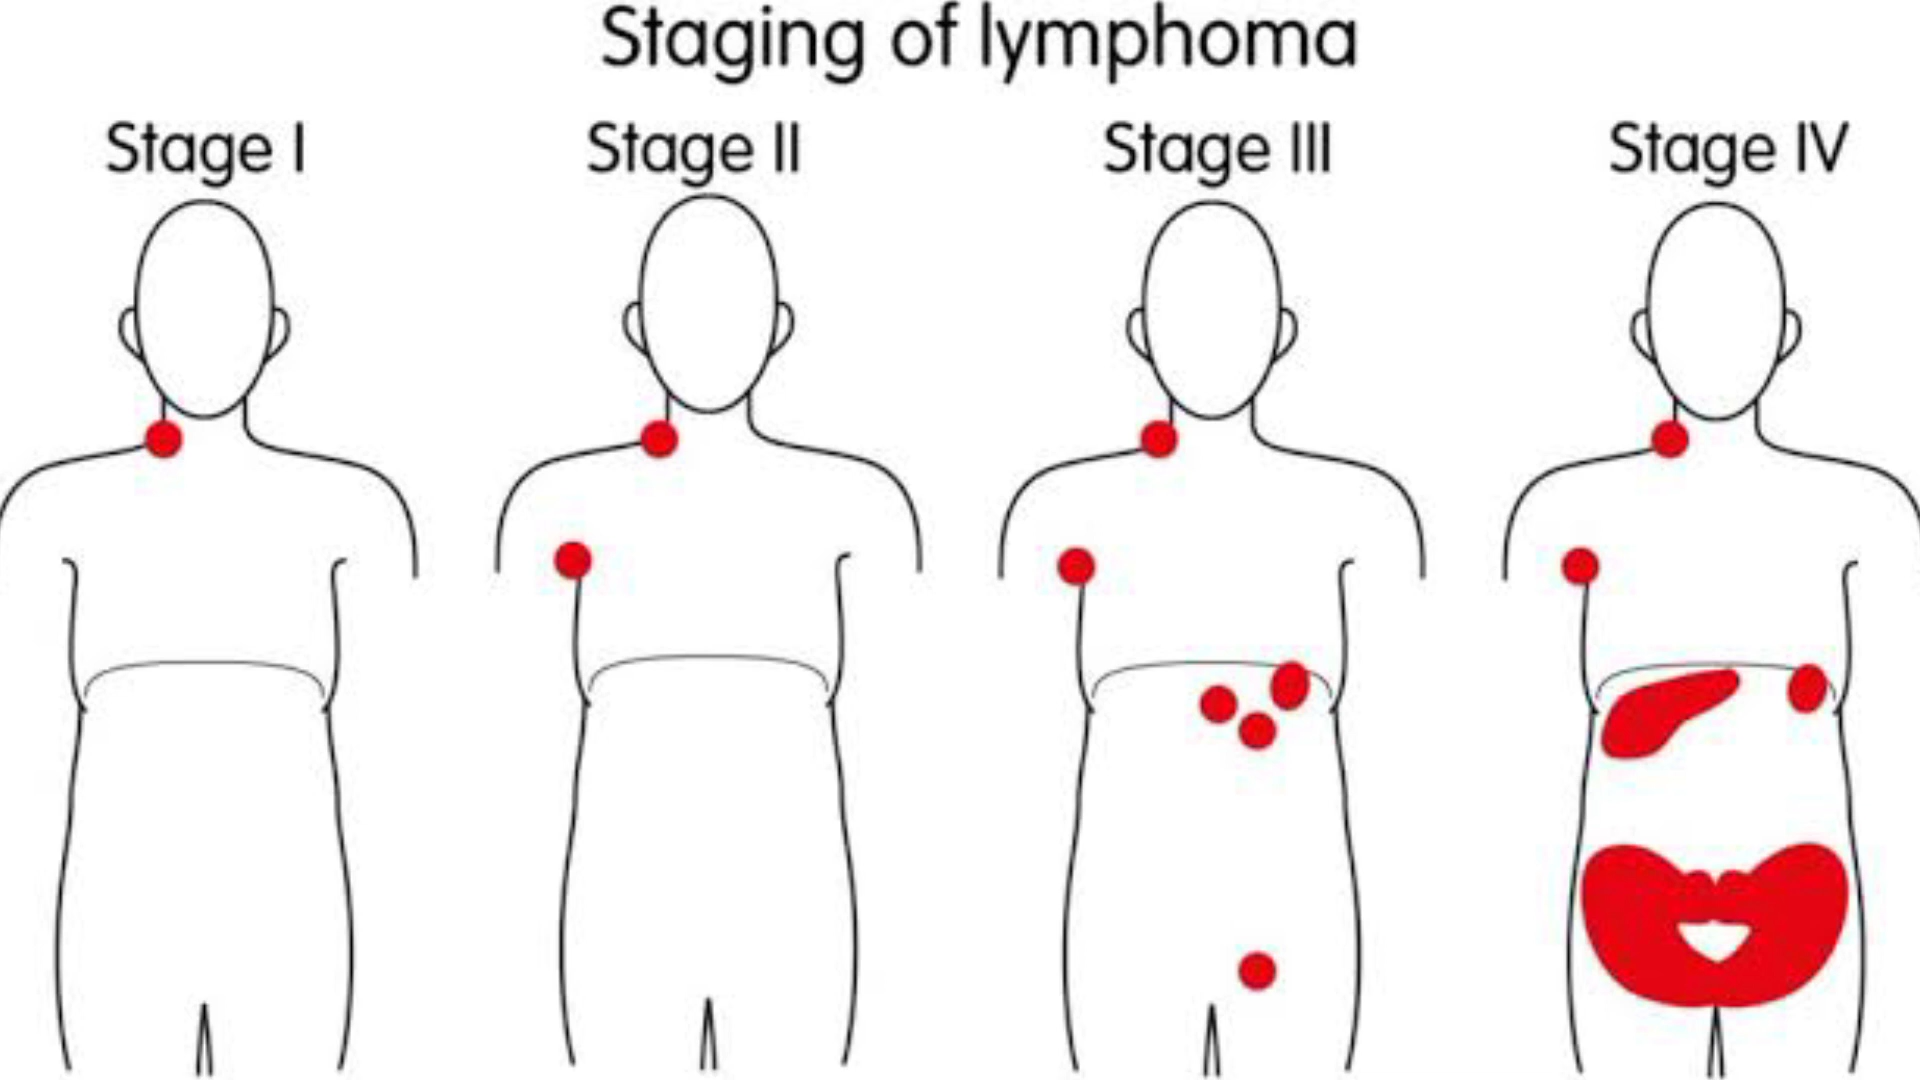 Staging of lymphoma
Stage I
Stage II
Stage III
Stage IV